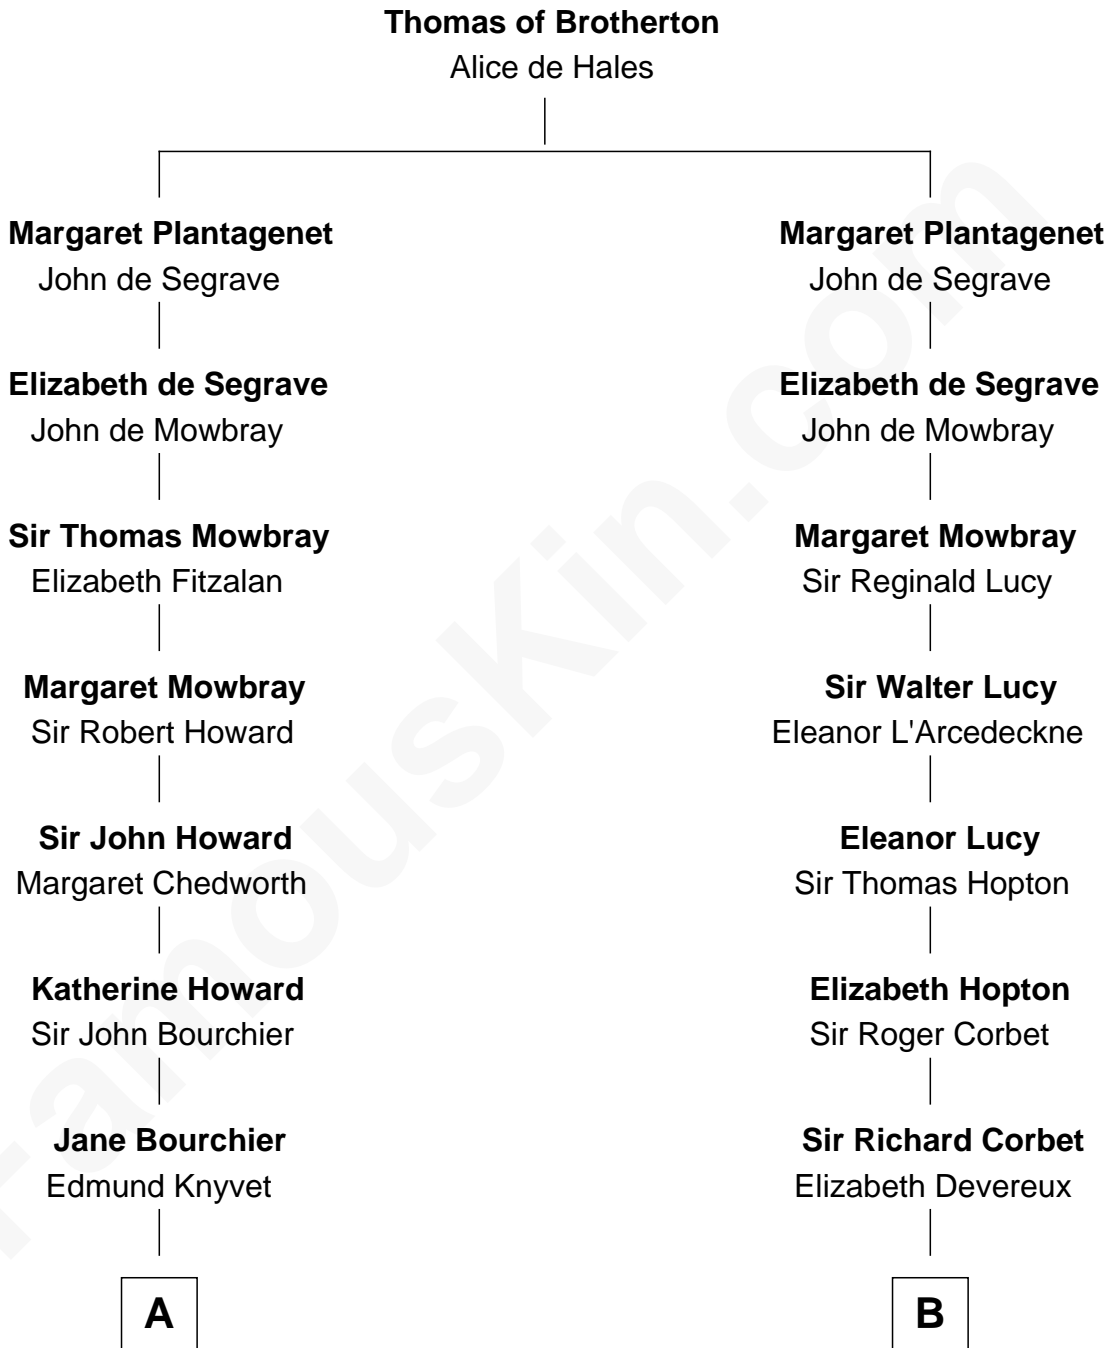 Thomas of Brotherton
Alice de Hales
Margaret Plantagenet
John de Segrave
Elizabeth de Segrave
John de Mowbray
Sir Thomas Mowbray
Elizabeth Fitzalan
Margaret Mowbray
Sir Robert Howard
Sir John Howard
Margaret Chedworth
Katherine Howard
Sir John Bourchier
Jane Bourchier
Edmund Knyvet
A
Margaret Plantagenet
John de Segrave
Elizabeth de Segrave
John de Mowbray
Margaret Mowbray
Sir Reginald Lucy
Sir Walter Lucy
Eleanor L'Arcedeckne
Eleanor Lucy
Sir Thomas Hopton
Elizabeth Hopton
Sir Roger Corbet
Sir Richard Corbet
Elizabeth Devereux
B
FamousKin.com